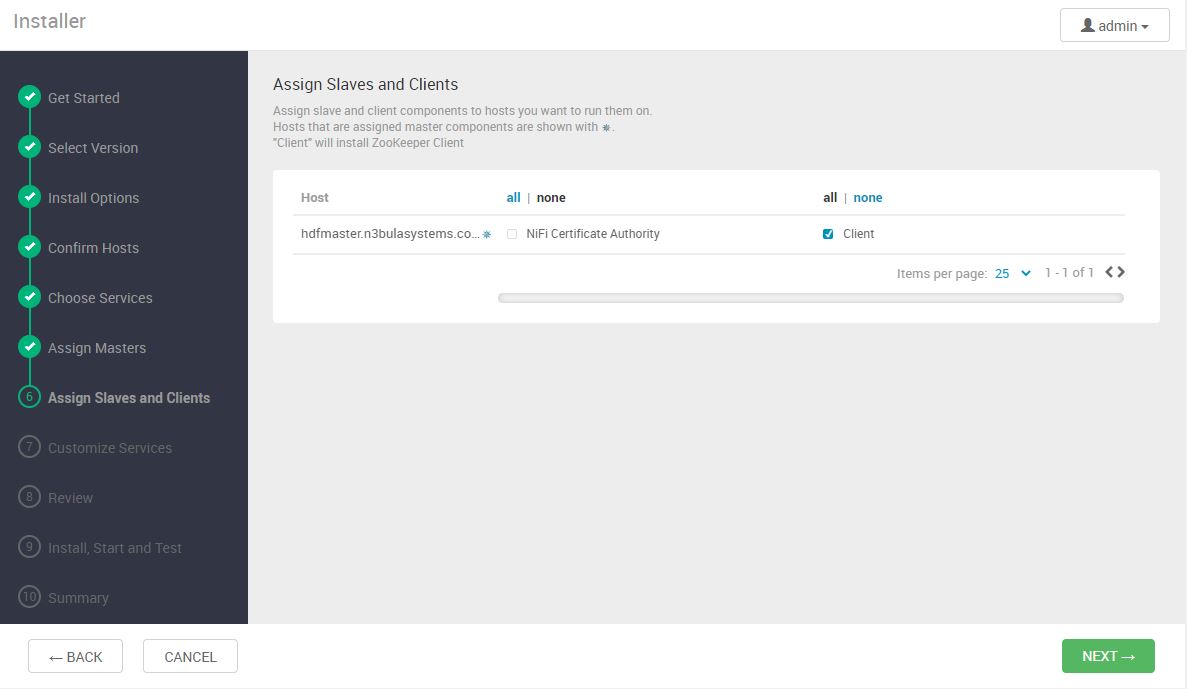 Installer
admin
Get Started
Select Version
Install Options
Confirm Hosts
Choose Services
Assign Masters
6 Assign Slaves and Clients
7 Customize Services
8 Review
9 Install, Start and Test
10 Summary
Assign Slaves and Clients
Assign slave and client components to hosts you want to run them on.
Hosts that are assigned master components are shown with ✵.
"Client" will install ZooKeeper Client
Host all | none all | none
hdfmaster.n3bulasystems.co...✵ NiFi Certificate Authority Client
Items per page: 25 1 - 1 of 1
← BACK CANCEL NEXT →